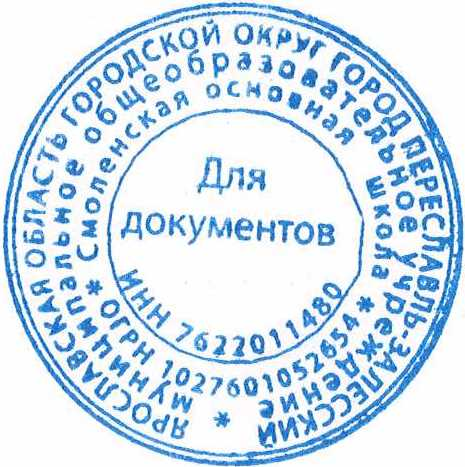 ЯРОСЛАВСКАЯ ОБЛАСТЬ ГОРОДСКОЙ ОКРУГ ГОРОД ПЕРЕСЛАВЛЬ-ЗАЛЕССКИЙ *
муниципальное общеобразовательное учреждение
* Смоленская основная школа *
ОГРН 1027601052654
ИНН 7622011480
Для
документов